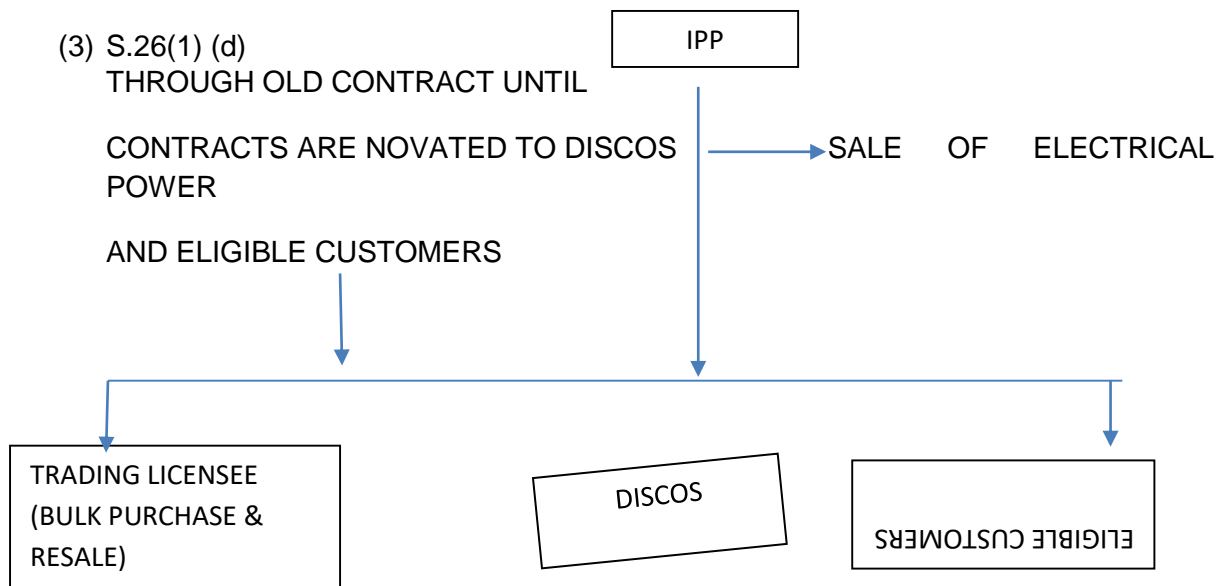 (3) S.26(1) (d)
IPP
THROUGH OLD CONTRACT UNTIL
CONTRACTS ARE NOVATED TO DISCOS
SALE OF ELECTRICAL
POWER
AND ELIGIBLE CUSTOMERS
TRADING LICENSEE
(BULK PURCHASE &
RESALE)
DISCOS
ELIGIBLE CUSTOMERS